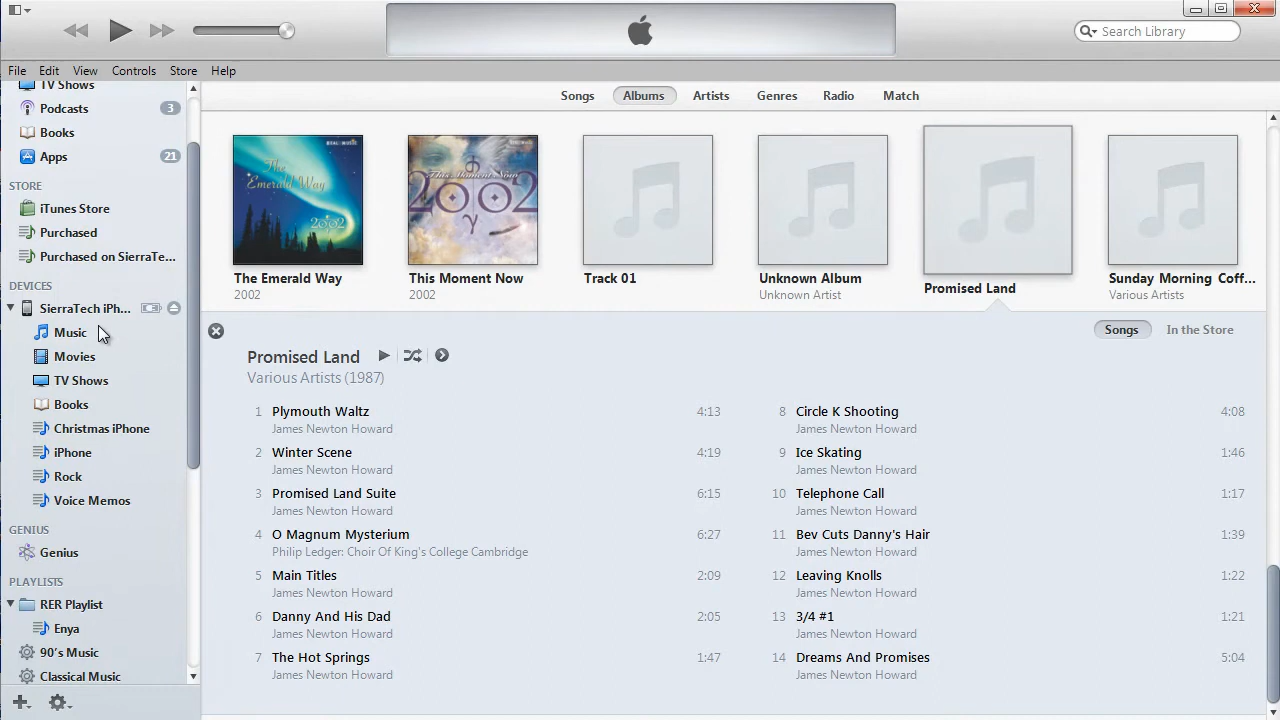 Search Library
File Edit View Controls Store Help
TV Shows
Podcasts 3
Books
Apps 21
STORE
iTunes Store
Purchased
Purchased on SierraTe...
DEVICES
SierraTech iPh...
Music
Movies
TV Shows
Books
Christmas iPhone
iPhone
Rock
Voice Memos
GENIUS
Genius
PLAYLISTS
RER Playlist
Enya
90's Music
Classical Music
Songs Albums Artists Genres Radio Match
The Emerald Way
2002
This Moment Now
2002
The Emerald Way
2002
This Moment Now
2002
Track 01
Unknown Album
Unknown Artist
Promised Land
Sunday Morning Coff...
Various Artists
Songs In the Store
Promised Land
Various Artists (1987)
1 Plymouth Waltz 4:13
James Newton Howard
2 Winter Scene 4:19
James Newton Howard
3 Promised Land Suite 6:15
James Newton Howard
4 O Magnum Mysterium 6:27
Philip Ledger: Choir Of King's College Cambridge
5 Main Titles 2:09
James Newton Howard
6 Danny And His Dad 2:05
James Newton Howard
7 The Hot Springs 1:47
James Newton Howard
8 Circle K Shooting 4:08
James Newton Howard
9 Ice Skating 1:46
James Newton Howard
10 Telephone Call 1:17
James Newton Howard
11 Bev Cuts Danny's Hair 1:39
James Newton Howard
12 Leaving Knolls 1:22
James Newton Howard
13 3/4 #1 1:21
James Newton Howard
14 Dreams And Promises 5:04
James Newton Howard